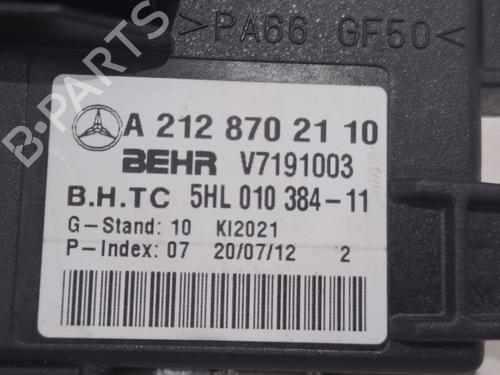 >PA66 GF50<
A 212 870 21 10
BEHR V7191003
B.H.TC 5HL 010 384-11
G-Stand: 10 KI2021
P-Index: 07 20/07/12 2
B-PARTS